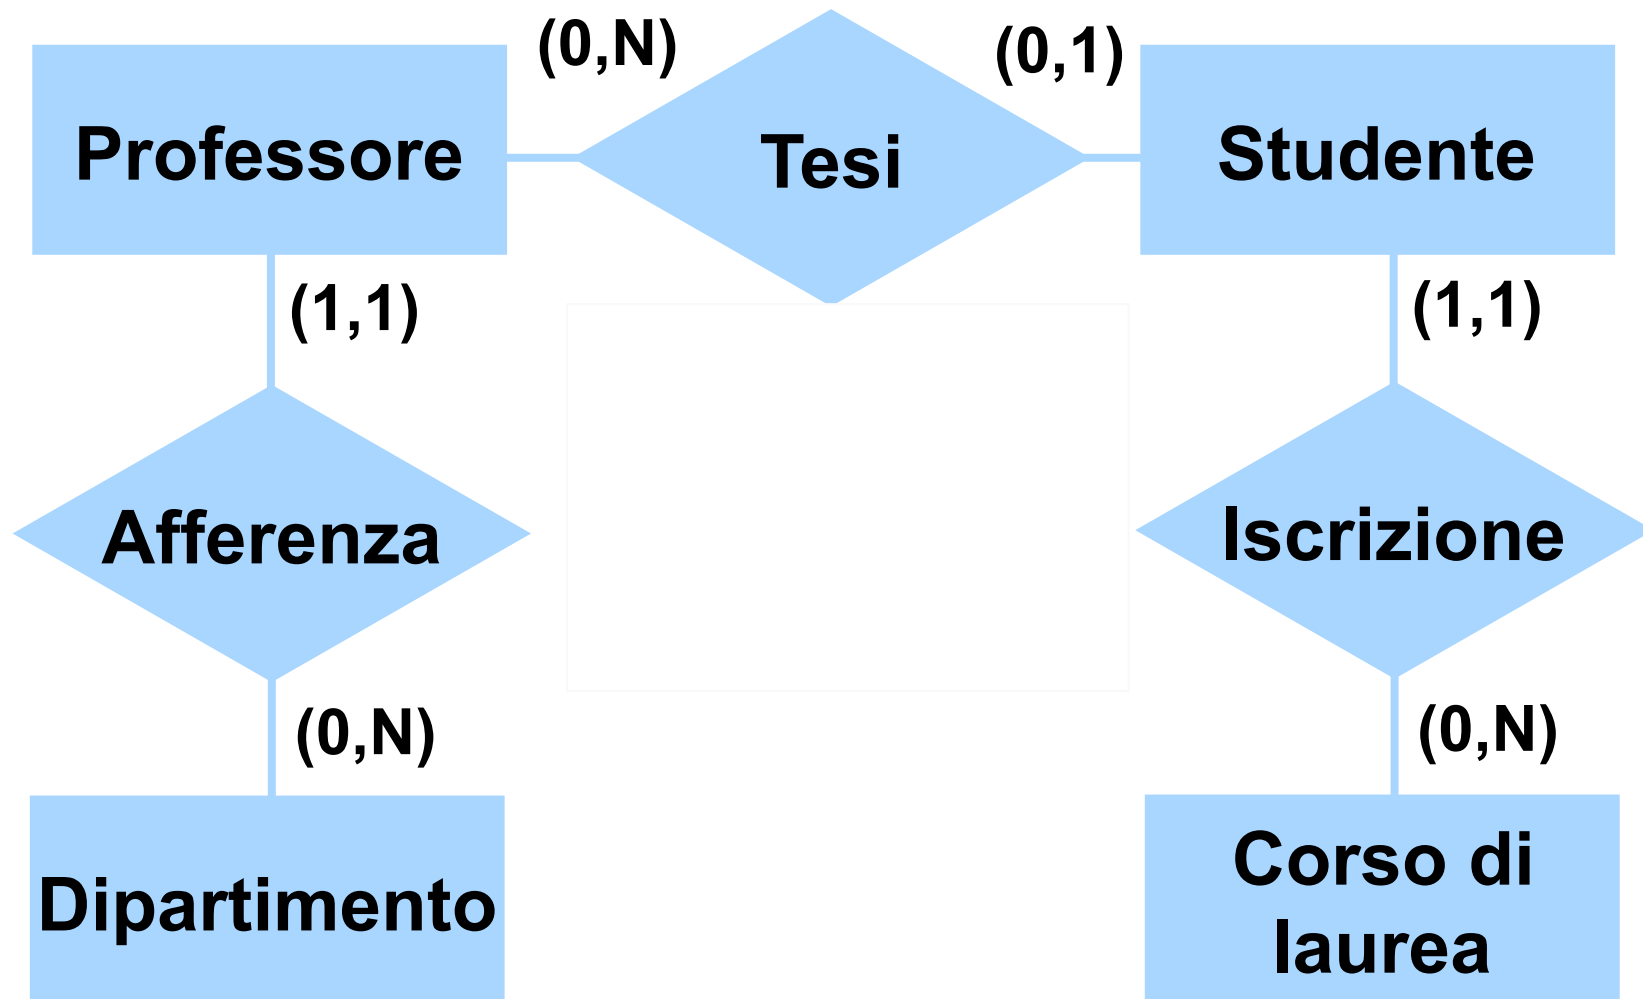 (0,N)
(0,1)
Professore
Tesi
Studente
(1,1)
(1,1)
Afferenza
Iscrizione
(0,N)
(0,N)
Dipartimento
Corso di
laurea